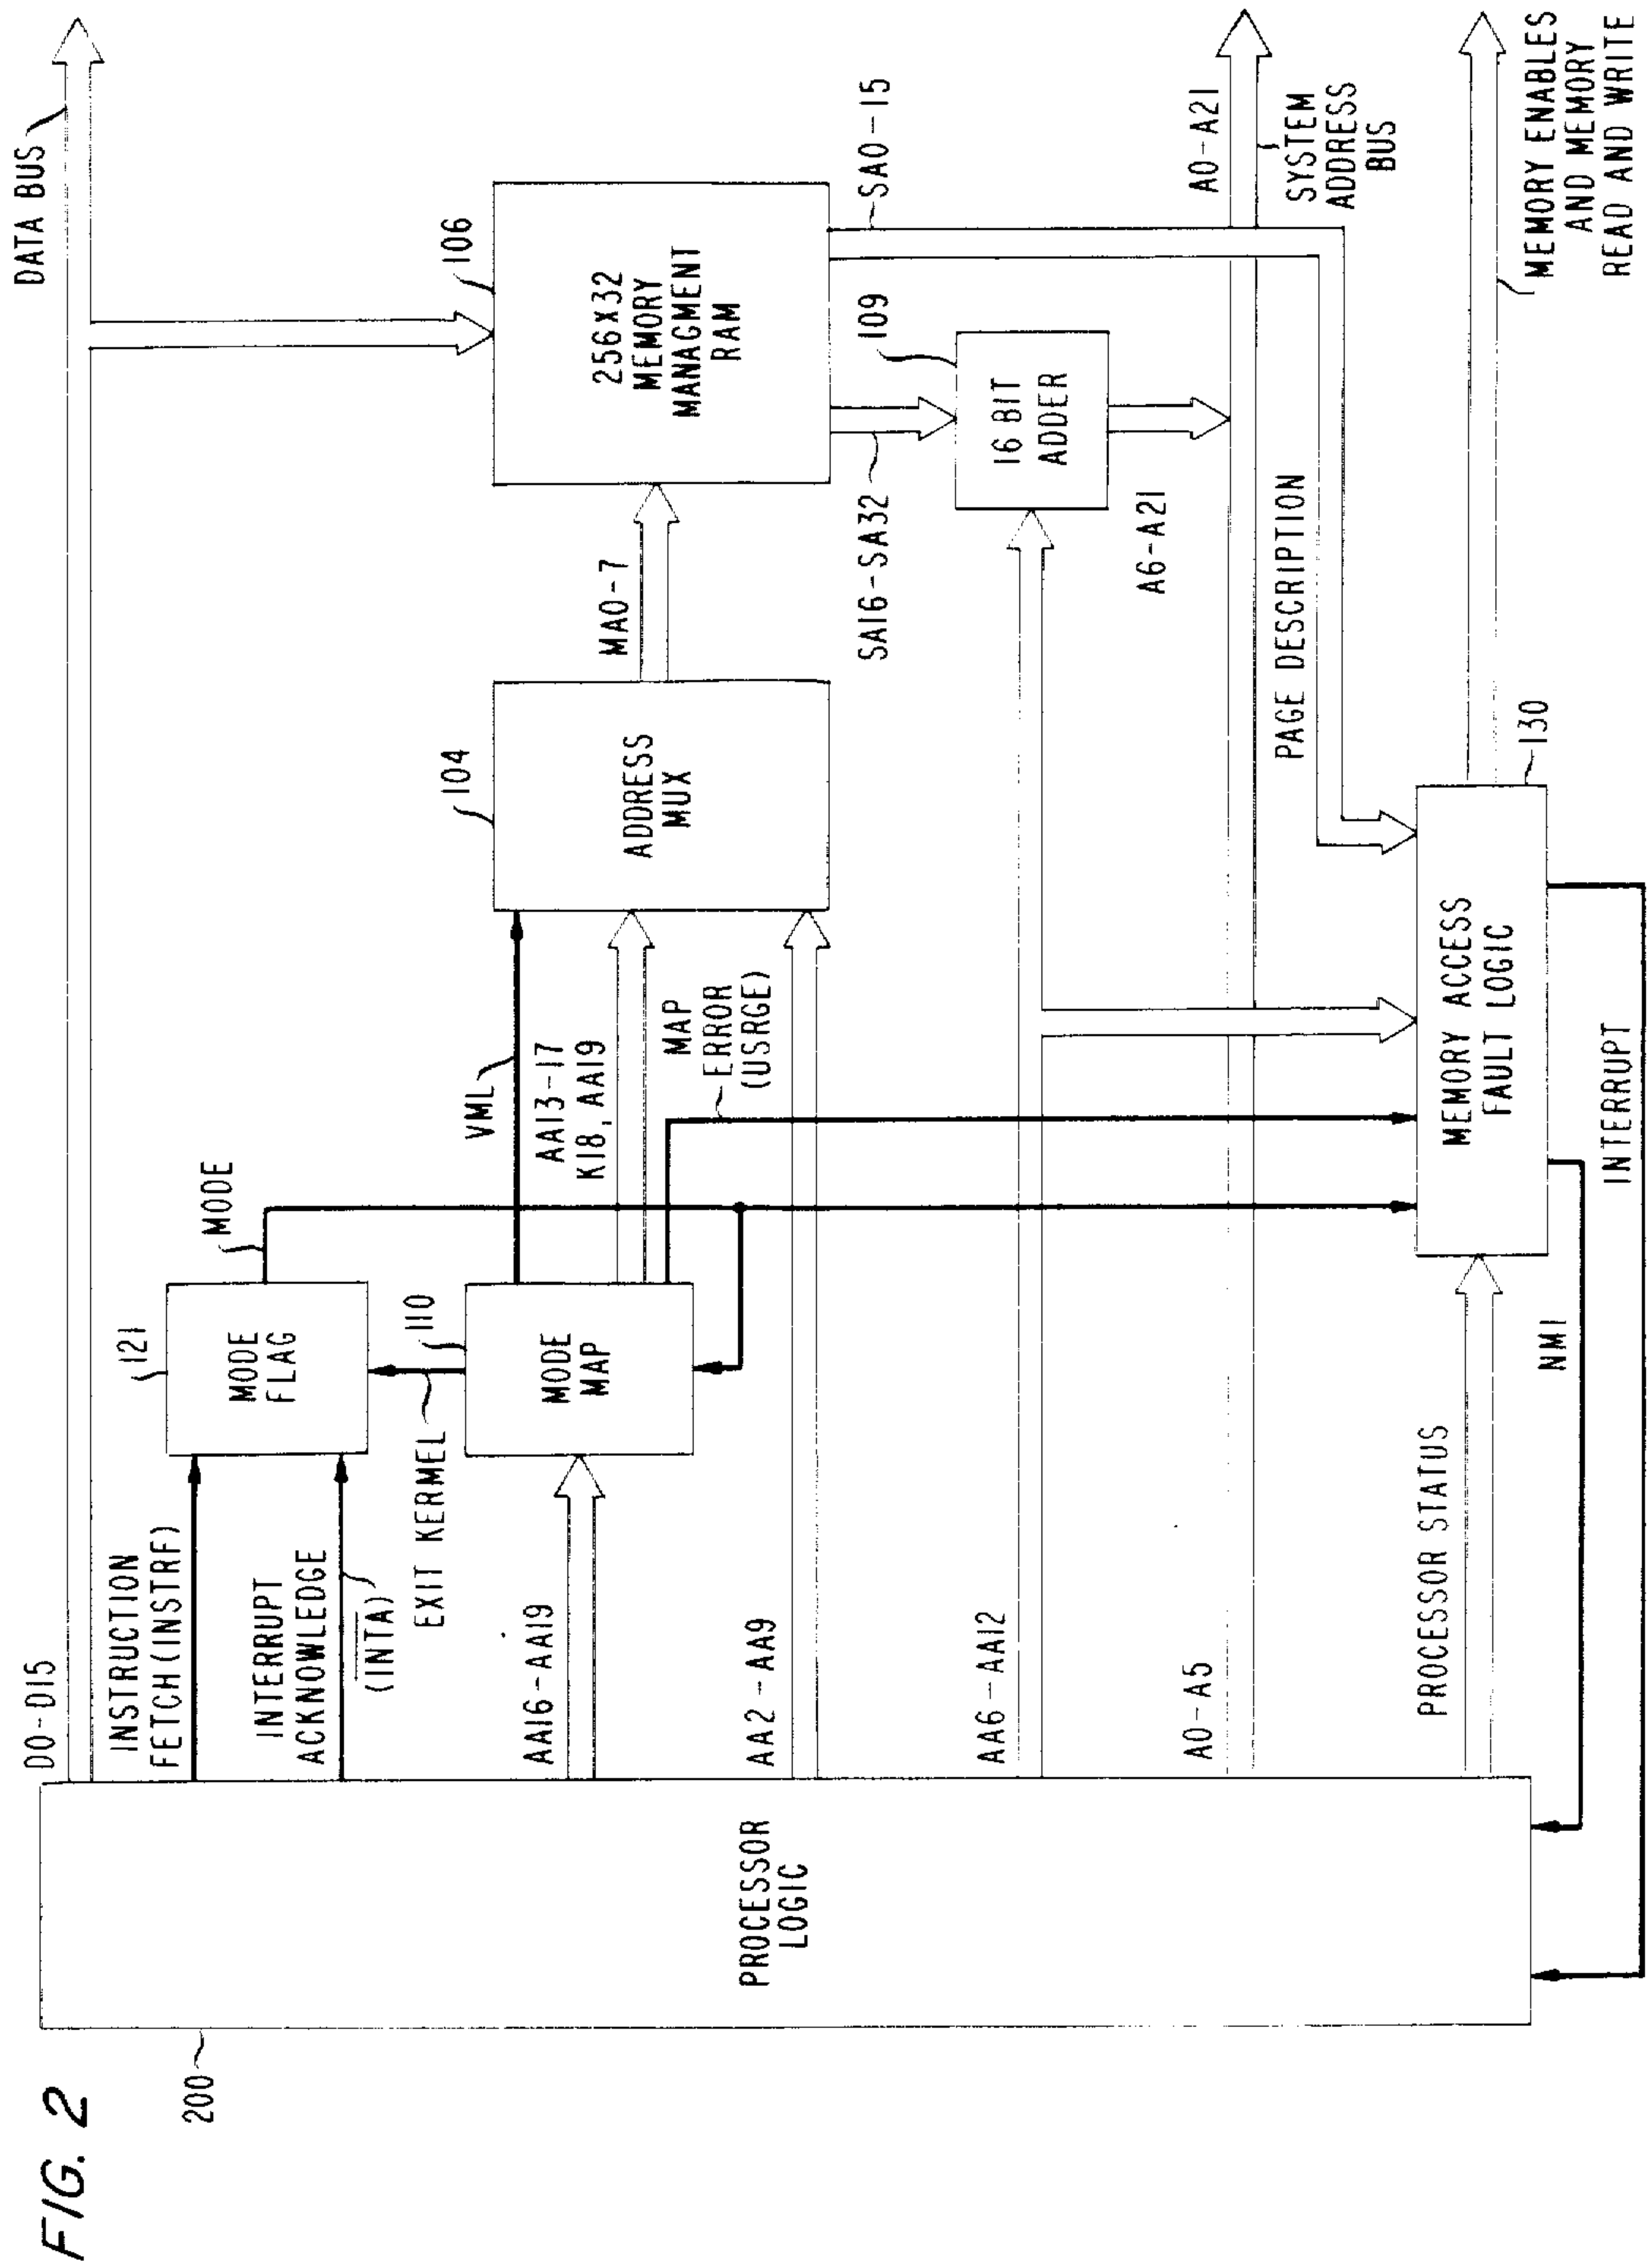 FIG. 2
200
PROCESSOR
LOGIC
D0-D15
DATA BUS
INSTRUCTION
FETCH (INSTRF)
INTERRUPT
ACKNOWLEDGE
(INTA)
121
MODE
FLAG
MODE
EXIT KERMEL
110
MODE
MAP
AA16-AA19
VML
AA13-17
K18, AA19
MAP
ERROR
(USRGE)
104
ADDRESS
MUX
MA0-7
106
256X32
MEMORY
MANAGMENT
RAM
AA2-AA9
SA16-SA32
SA0-15
109
16 BIT
ADDER
AA6-AA12
A6-A21
A0-A5
A0-A21
SYSTEM
ADDRESS
BUS
PAGE DESCRIPTION
PROCESSOR STATUS
130
MEMORY ACCESS
FAULT LOGIC
MEMORY ENABLES
AND MEMORY
READ AND WRITE
NMI
INTERRUPT